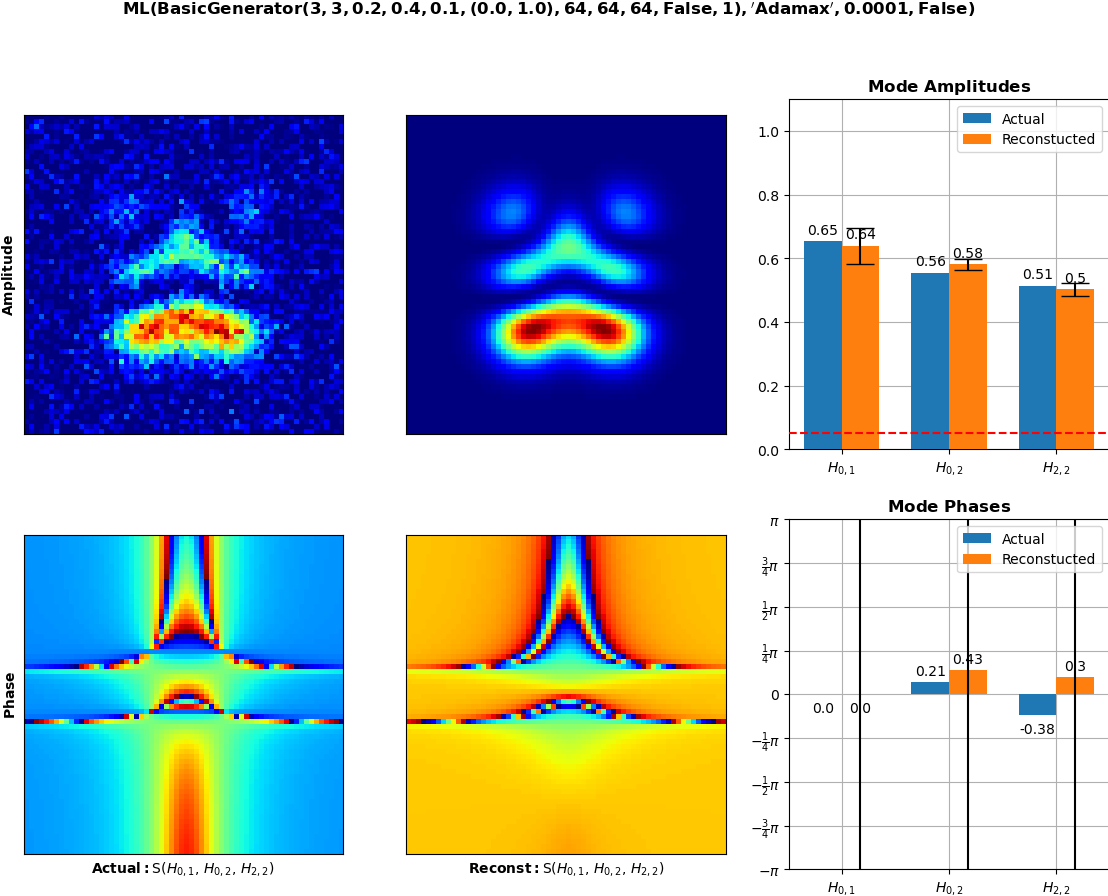 ML(BasicGenerator(3, 3, 0.2, 0.4, 0.1, (0.0, 1.0), 64, 64, 64, False, 1), ′Adamax′, 0.0001, False)
Amplitude
Mode Amplitudes
Actual
Reconstucted
1.0
0.8
0.6
0.4
0.2
0.0
0.65
0.64
0.56
0.58
0.51
0.5
H0,1
H0,2
H2,2
Phase
Actual: S(H0,1, H0,2, H2,2)
Reconst: S(H0,1, H0,2, H2,2)
Mode Phases
Actual
Reconstucted
π
3/4π
1/2π
1/4π
0
−1/4π
−1/2π
−3/4π
−π
0.0
0.0
0.21
0.43
-0.38
0.3
H0,1
H0,2
H2,2